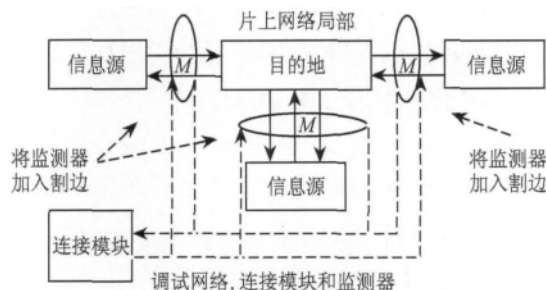 片上网络局部
信息源
M
目的地
M
信息源
M
将监测器
加入割边
信息源
将监测器
加入割边
连接模块
调试网络,连接模块和监测器